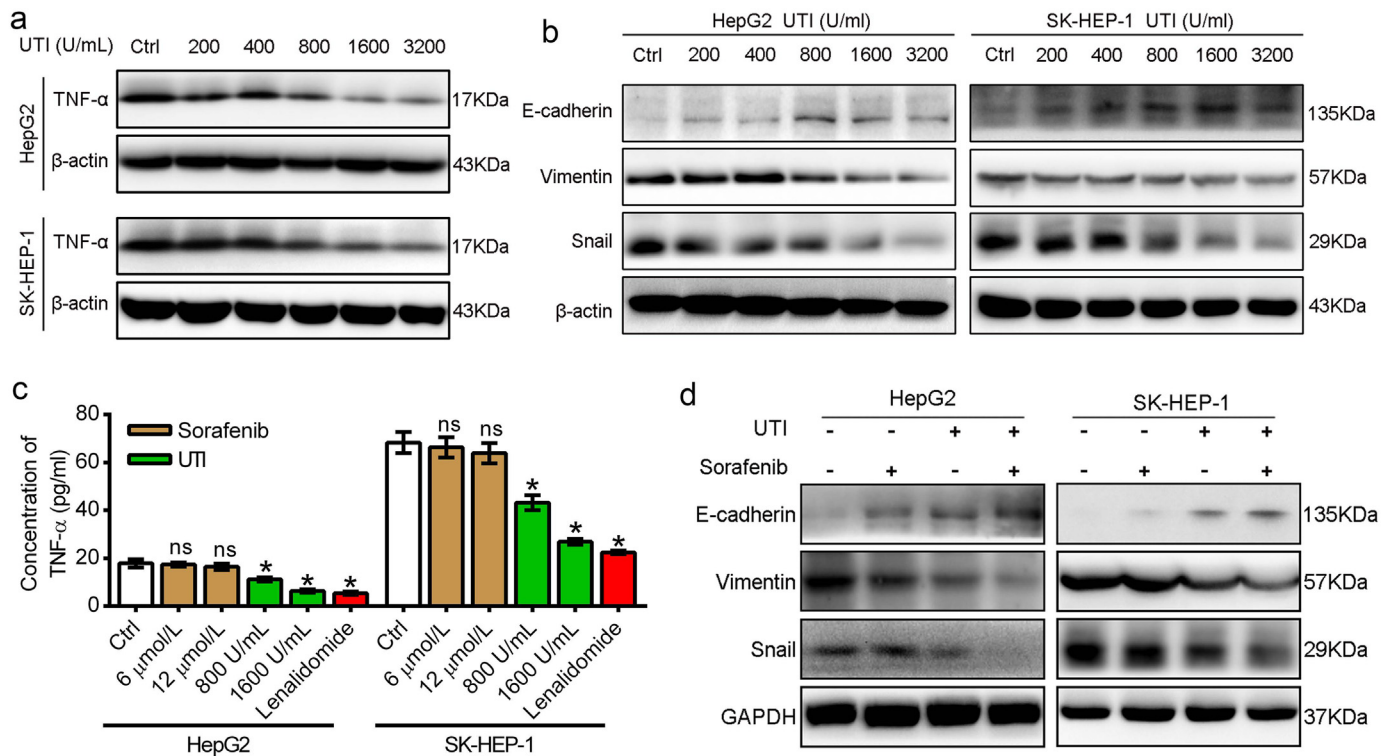 a
UTI (U/mL) Ctrl 200 400 800 1600 3200
HepG2
TNF-α 17KDa
β-actin 43KDa
SK-HEP-1
TNF-α 17KDa
β-actin 43KDa
b
HepG2 UTI (U/ml) SK-HEP-1 UTI (U/ml)
Ctrl 200 400 800 1600 3200 Ctrl 200 400 800 1600 3200
E-cadherin 135KDa
Vimentin 57KDa
Snail 29KDa
β-actin 43KDa
c
Concentration of
TNF-α (pg/ml)
80
60
40
20
0
Sorafenib
UTI
ns ns * * * ns ns * * *
Ctrl 6 μmol/L 12 μmol/L 800 U/mL 1600 U/mL Lenalidomide Ctrl 6 μmol/L 12 μmol/L 800 U/mL 1600 U/mL Lenalidomide
HepG2 SK-HEP-1
d
HepG2 SK-HEP-1
UTI - - + + - - + +
Sorafenib - + - + - + - +
E-cadherin 135KDa
Vimentin 57KDa
Snail 29KDa
GAPDH 37KDa